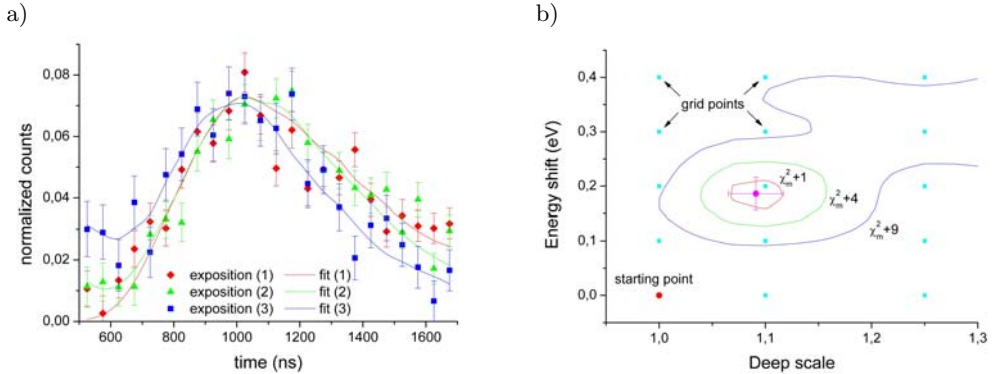 a)
normalized counts
0,08
0,06
0,04
0,02
0,00
exposition (1) fit (1)
exposition (2) fit (2)
exposition (3) fit (3)
600 800 1000 1200 1400 1600
time (ns)
b)
Energy shift (eV)
0,4
0,3
0,2
0,1
0,0
grid points
χ²ₘ+1
χ²ₘ+4
χ²ₘ+9
starting point
1,0 1,1 1,2 1,3
Deep scale